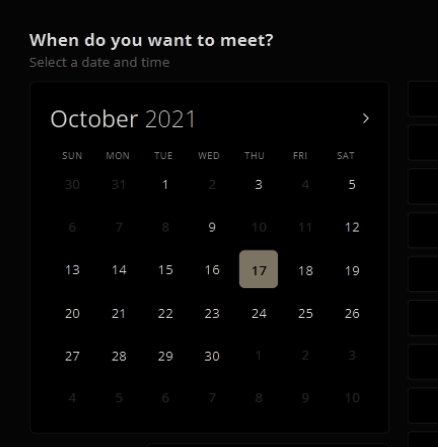 When do you want to meet?
Select a date and time
October 2021
SUN MON TUE WED THU FRI SAT
30 31 1 2 3 4 5
6 7 8 9 10 11 12
13 14 15 16 17 18 19
20 21 22 23 24 25 26
27 28 29 30 1 2 3
4 5 6 7 8 9 10